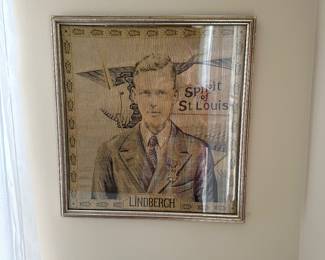 Spirit
of
St Louis
LINDBERGH